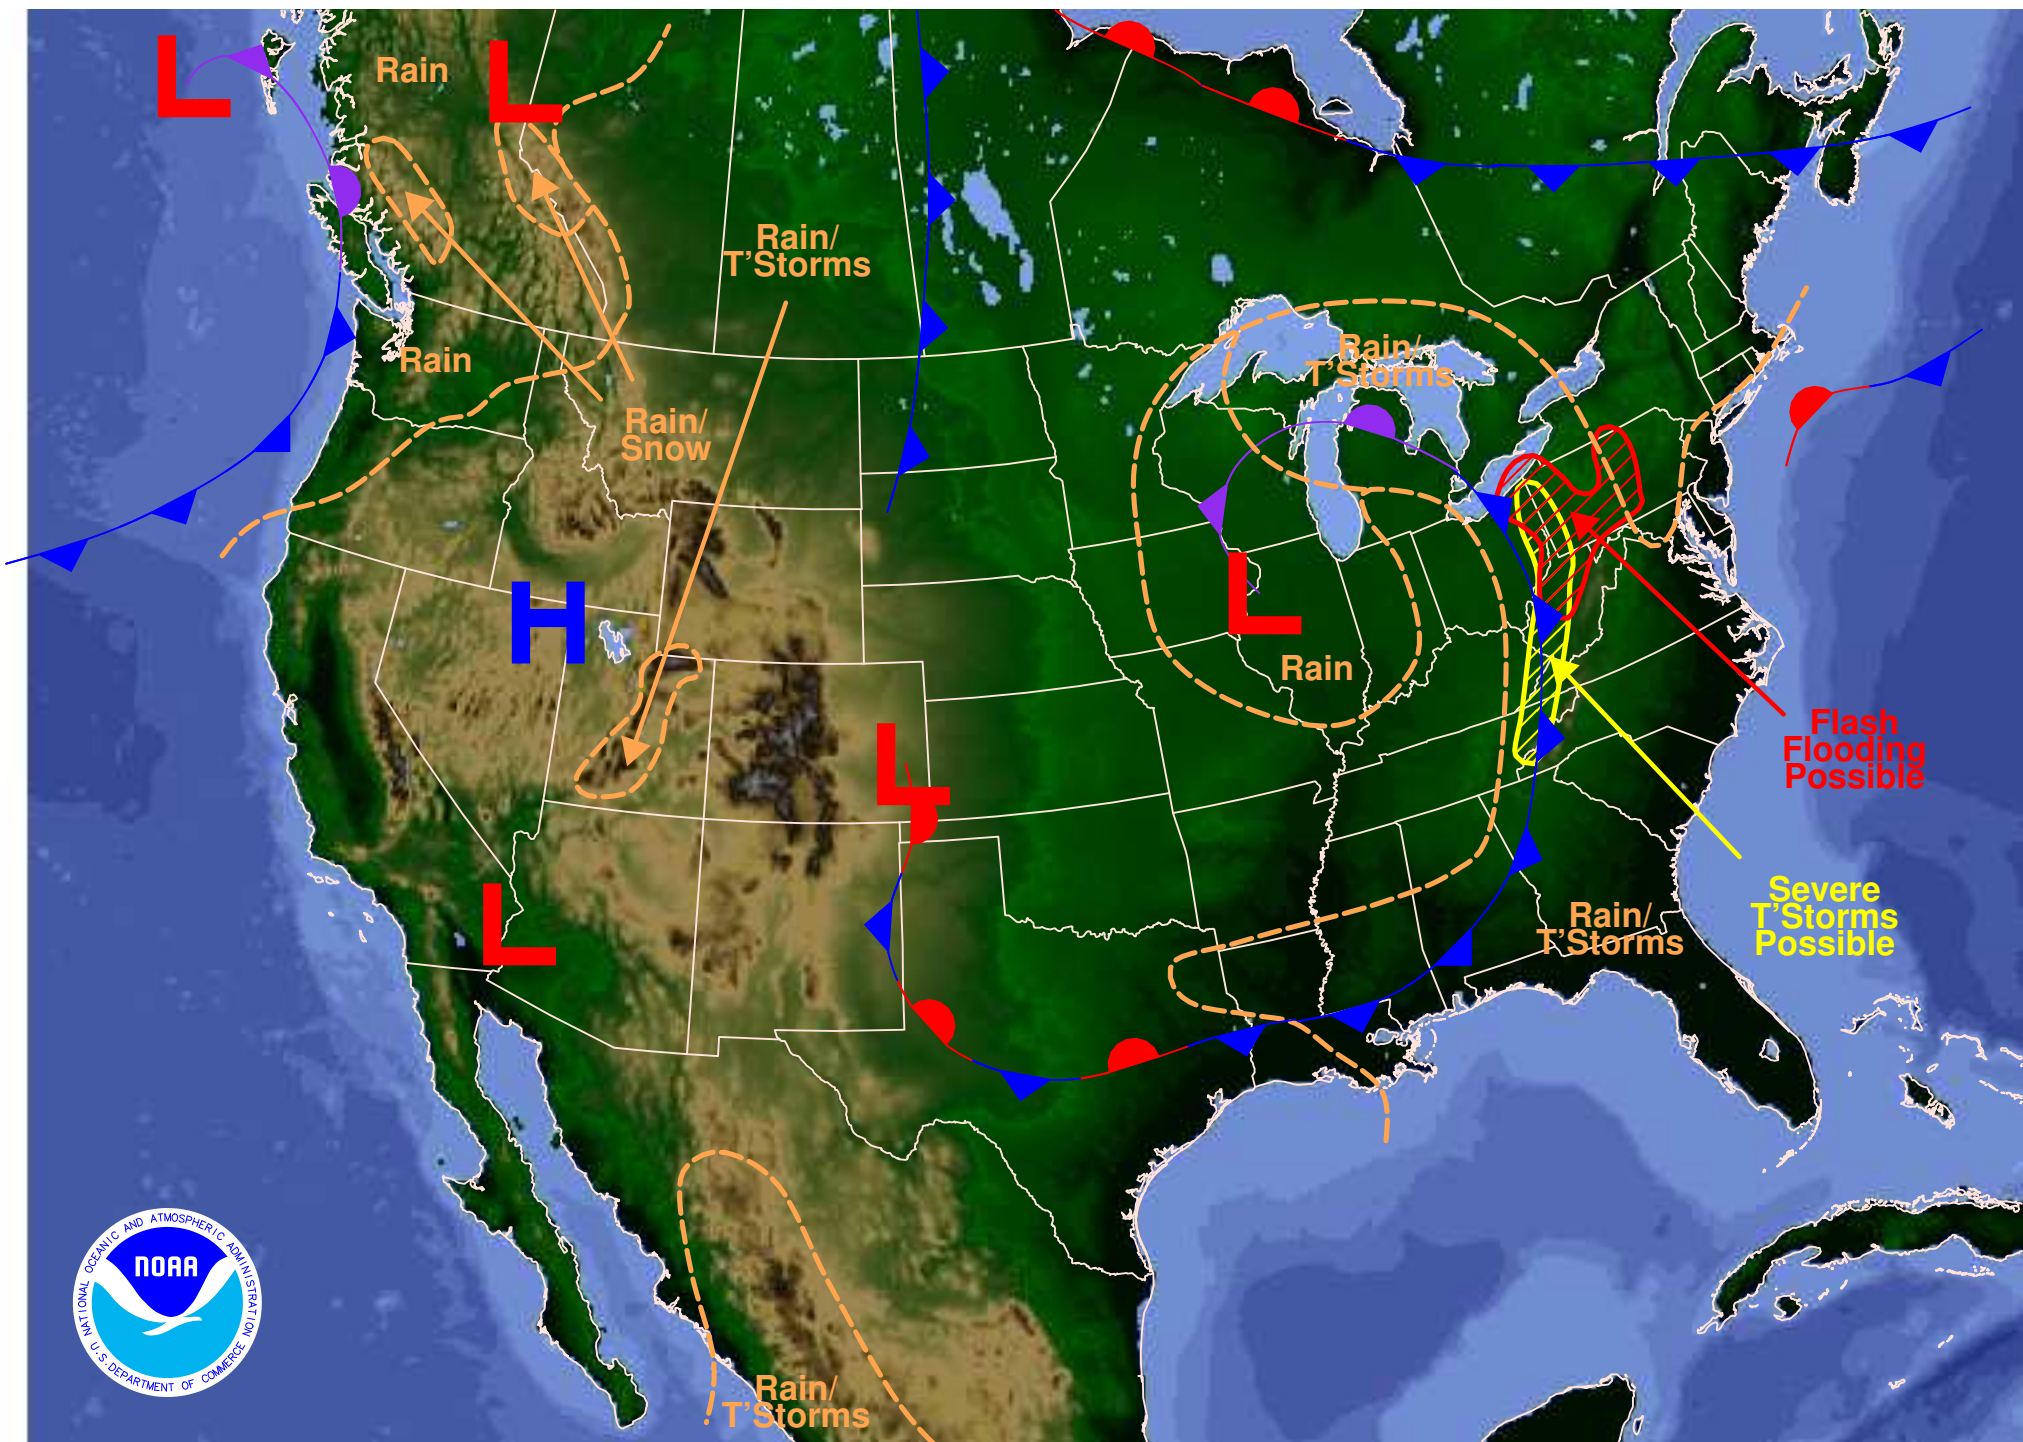 L
Rain
L
Rain/
T'Storms
Rain
Rain/
Snow
Rain/
T'Storms
H
L
Rain
L
Flash
Flooding
Possible
L
Severe
T'Storms
Possible
Rain/
T'Storms
NATIONAL OCEANIC AND ATMOSPHERIC ADMINISTRATION
NOAA
U.S. DEPARTMENT OF COMMERCE
Rain/
T'Storms